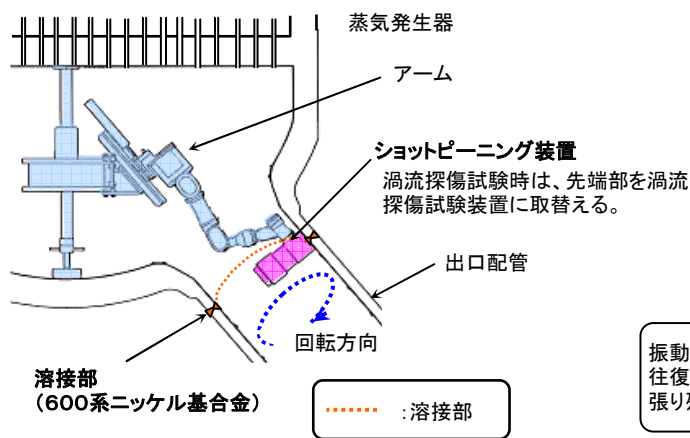 蒸気発生器
アーム
ショットピーニング装置
渦流探傷試験時は、先端部を渦流
探傷試験装置に取替える。
出口配管
回転方向
溶接部
(600系ニッケル基合金)
:溶接部
振動
往復
張り